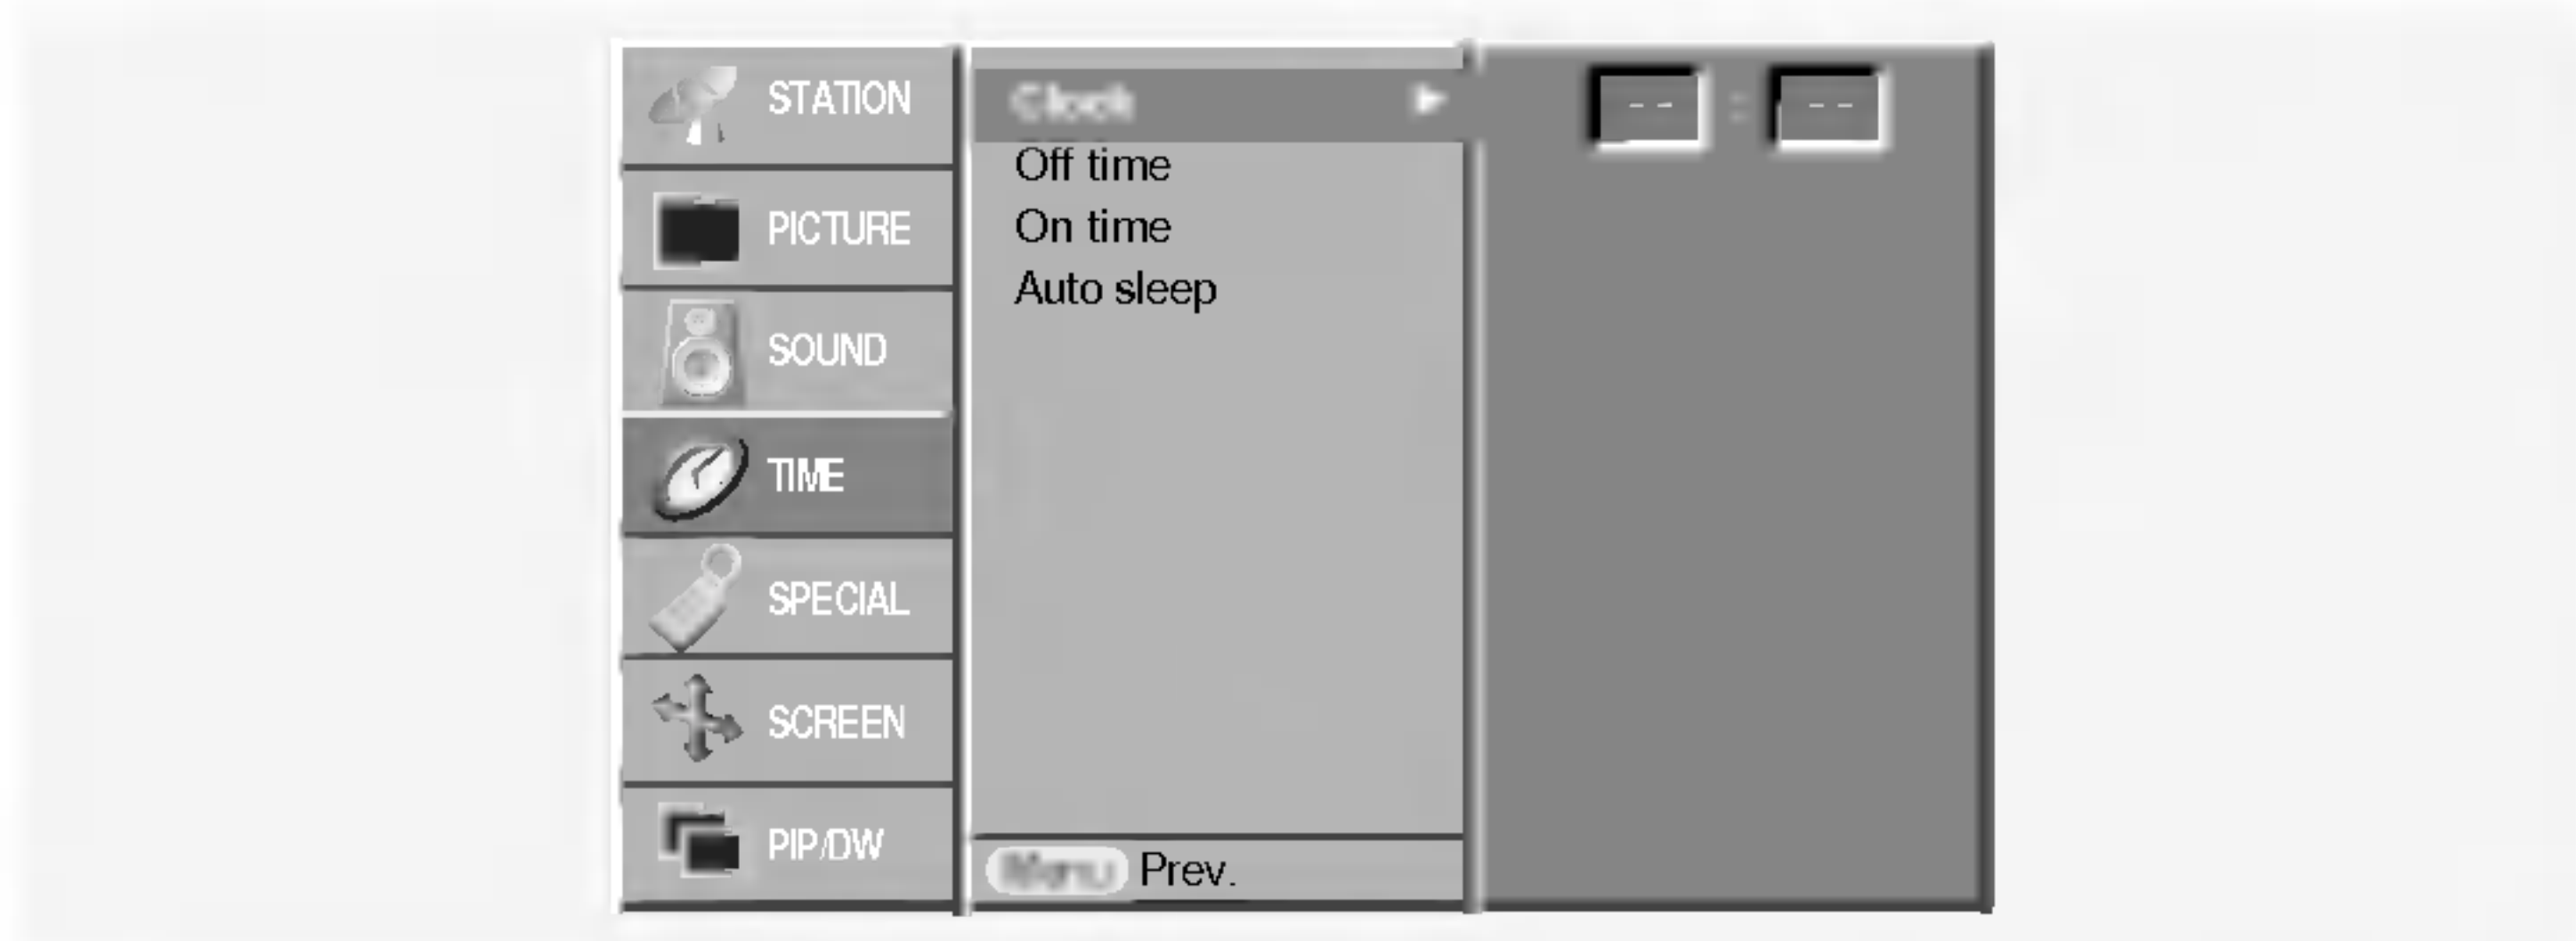 STATION
PICTURE
SOUND
TIME
SPECIAL
SCREEN
PIP/DW
Clock
Off time
On time
Auto sleep
Menu Prev.
-- : --